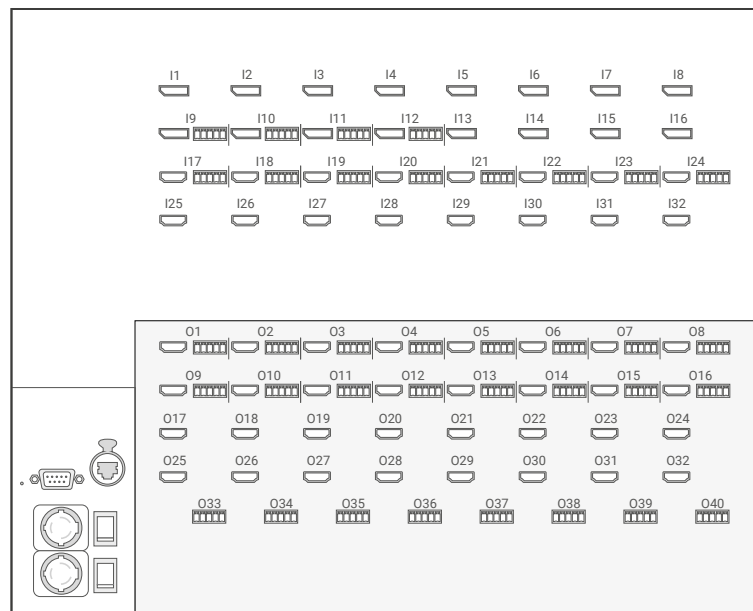 I1 I2 I3 I4 I5 I6 I7 I8
I9 I10 I11 I12 I13 I14 I15 I16
I17 I18 I19 I20 I21 I22 I23 I24
I25 I26 I27 I28 I29 I30 I31 I32
O1 O2 O3 O4 O5 O6 O7 O8
O9 O10 O11 O12 O13 O14 O15 O16
O17 O18 O19 O20 O21 O22 O23 O24
O25 O26 O27 O28 O29 O30 O31 O32
O33 O34 O35 O36 O37 O38 O39 O40